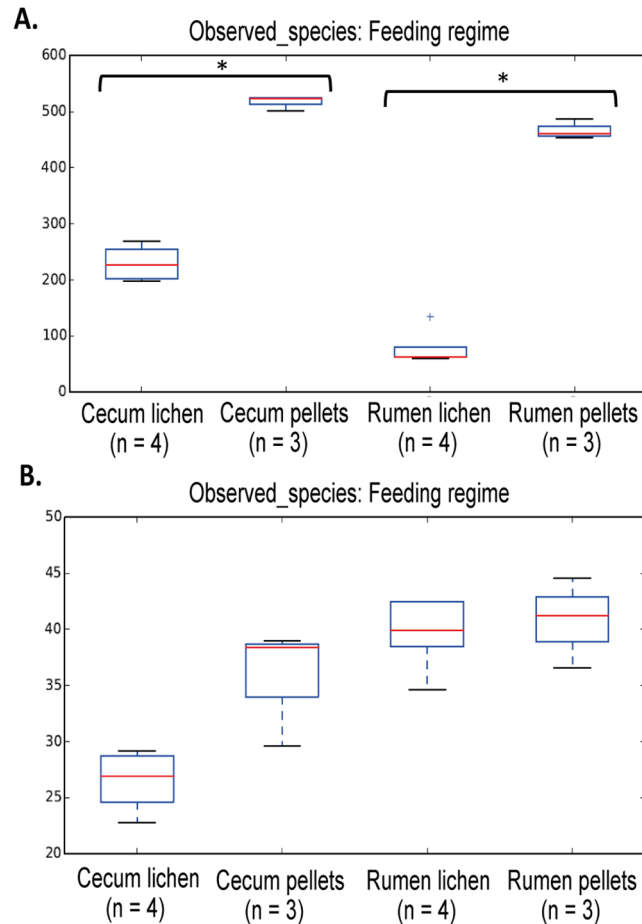 A.
Observed_species: Feeding regime
* *
600
500
400
300
200
100
0
Cecum lichen Cecum pellets Rumen lichen Rumen pellets
(n = 4) (n = 3) (n = 4) (n = 3)
B.
Observed_species: Feeding regime
50
45
40
35
30
25
20
Cecum lichen Cecum pellets Rumen lichen Rumen pellets
(n = 4) (n = 3) (n = 4) (n = 3)